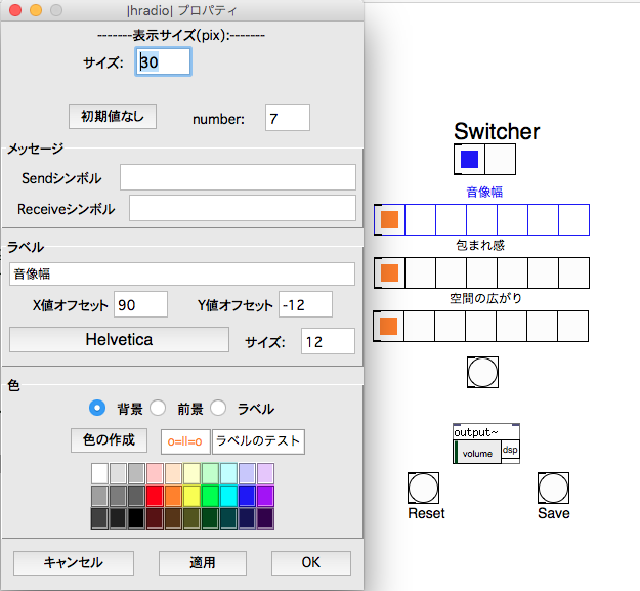 |hradio| プロパティ
-------表示サイズ(pix):-------
サイズ: 30
初期値なし number: 7
メッセージ
Sendシンボル
Receiveシンボル
ラベル
音像幅
X値オフセット 90 Y値オフセット -12
Helvetica サイズ: 12
色
背景 前景 ラベル
色の作成 o=||=o ラベルのテスト
キャンセル 適用 OK
Switcher
音像幅
包まれ感
空間の広がり
output~
volume dsp
Reset Save